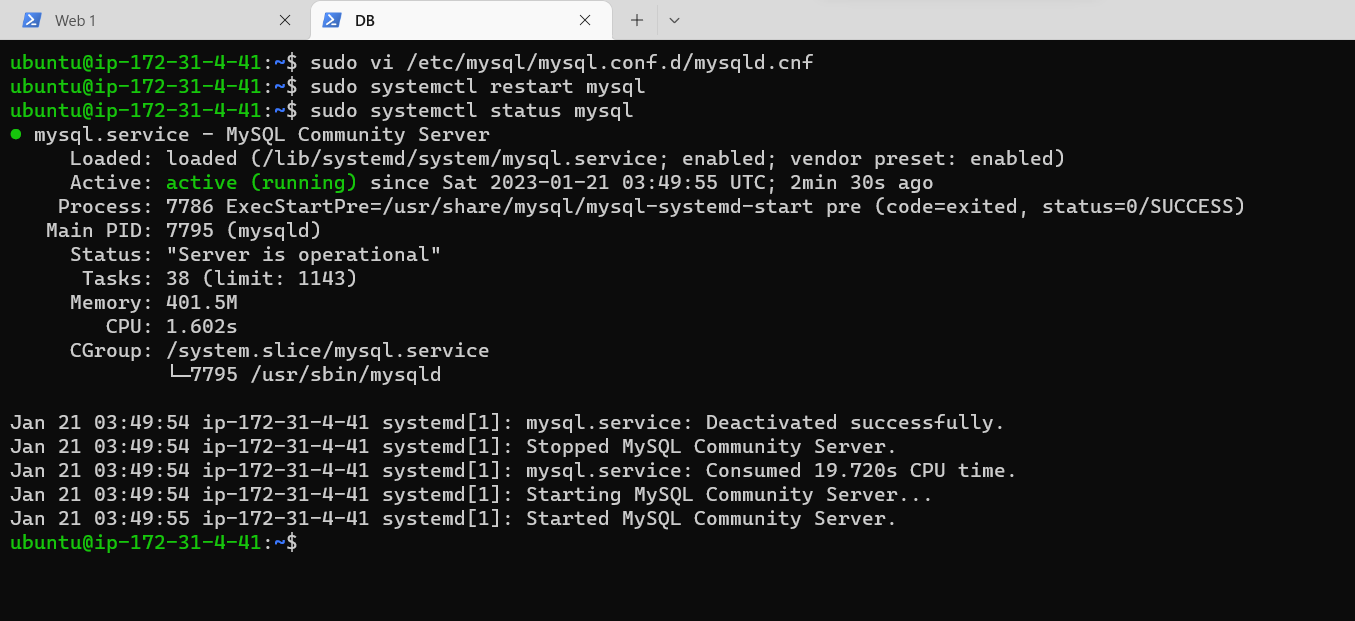 Web 1
DB
ubuntu@ip-172-31-4-41:~$ sudo vi /etc/mysql/mysql.conf.d/mysqld.cnf
ubuntu@ip-172-31-4-41:~$ sudo systemctl restart mysql
ubuntu@ip-172-31-4-41:~$ sudo systemctl status mysql
● mysql.service - MySQL Community Server
     Loaded: loaded (/lib/systemd/system/mysql.service; enabled; vendor preset: enabled)
     Active: active (running) since Sat 2023-01-21 03:49:55 UTC; 2min 30s ago
    Process: 7786 ExecStartPre=/usr/share/mysql/mysql-systemd-start pre (code=exited, status=0/SUCCESS)
   Main PID: 7795 (mysqld)
     Status: "Server is operational"
      Tasks: 38 (limit: 1143)
     Memory: 401.5M
        CPU: 1.602s
     CGroup: /system.slice/mysql.service
             └─7795 /usr/sbin/mysqld
Jan 21 03:49:54 ip-172-31-4-41 systemd[1]: mysql.service: Deactivated successfully.
Jan 21 03:49:54 ip-172-31-4-41 systemd[1]: Stopped MySQL Community Server.
Jan 21 03:49:54 ip-172-31-4-41 systemd[1]: mysql.service: Consumed 19.720s CPU time.
Jan 21 03:49:54 ip-172-31-4-41 systemd[1]: Starting MySQL Community Server...
Jan 21 03:49:55 ip-172-31-4-41 systemd[1]: Started MySQL Community Server.
ubuntu@ip-172-31-4-41:~$